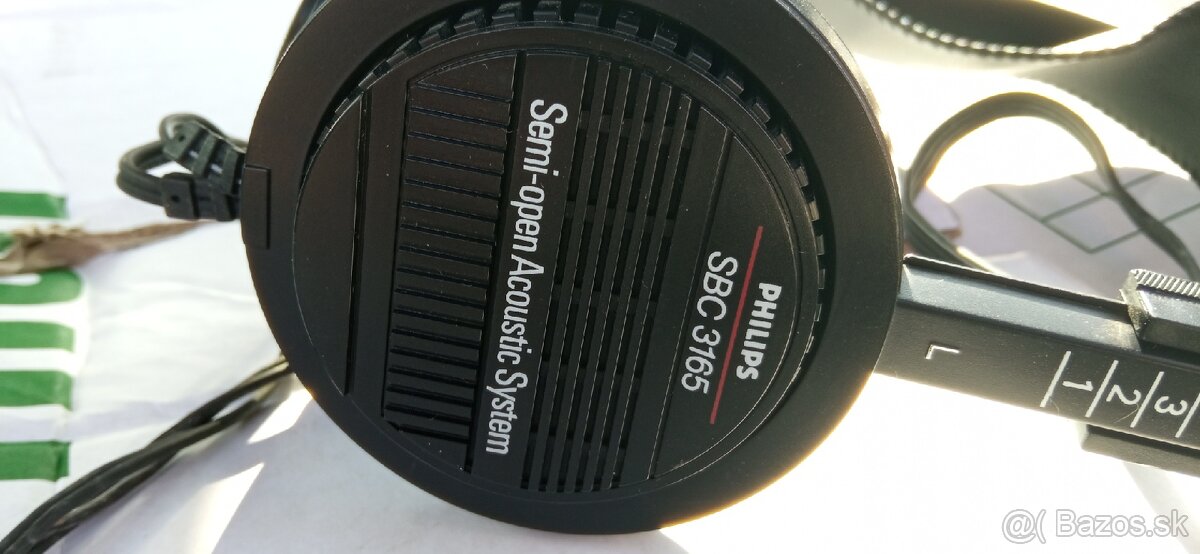 PHILIPS
SBC 3165
Semi-open Acoustic System
L
1
2
3
@( Bazos.sk